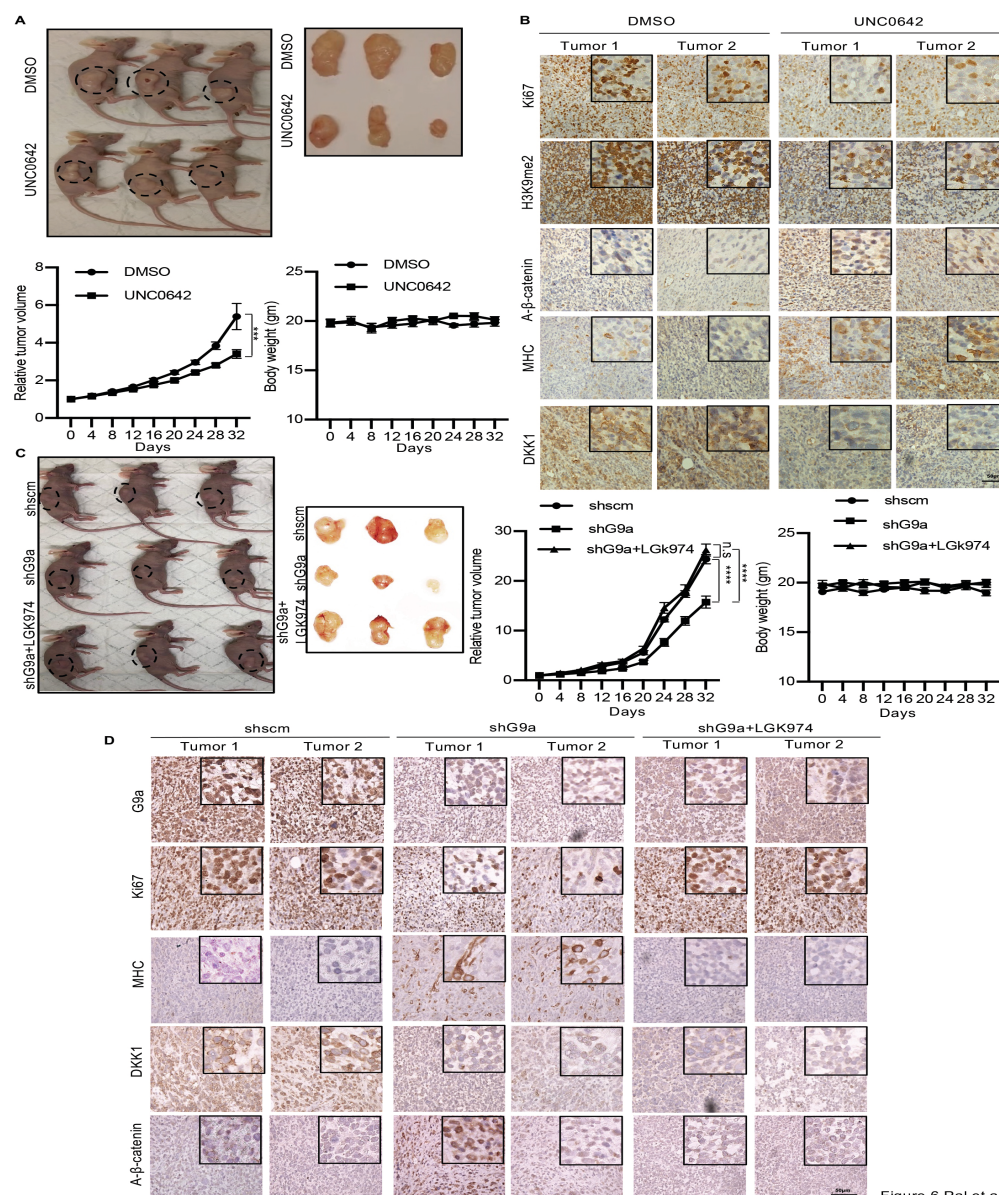 A
DMSO
UNC0642
DMSO
UNC0642
Relative tumor volume
8
6
4
2
0
DMSO
UNC0642
***
0 4 8 12 16 20 24 28 32
Days
Body weight (gm)
25
20
15
10
DMSO
UNC0642
0 4 8 12 16 20 24 28 32
Days
B
DMSO UNC0642
Tumor 1 Tumor 2 Tumor 1 Tumor 2
Ki67
H3K9me2
A-β-catenin
MHC
DKK1
50μm
C
shscm
shG9a
shG9a+LGK974
shscm
shG9a
shG9a+
LGK974
Relative tumor volume
30
20
10
0
shscm
shG9a
shG9a+LGk974
n.s
****
****
0 4 8 12 16 20 24 28 32
Days
Body weight (gm)
25
20
15
10
shscm
shG9a
shG9a+LGK974
0 4 8 12 16 20 24 28 32
Days
D
shscm shG9a shG9a+LGK974
Tumor 1 Tumor 2 Tumor 1 Tumor 2 Tumor 1 Tumor 2
G9a
Ki67
MHC
DKK1
A-β-catenin
50μm
Figure 6 Pal et a